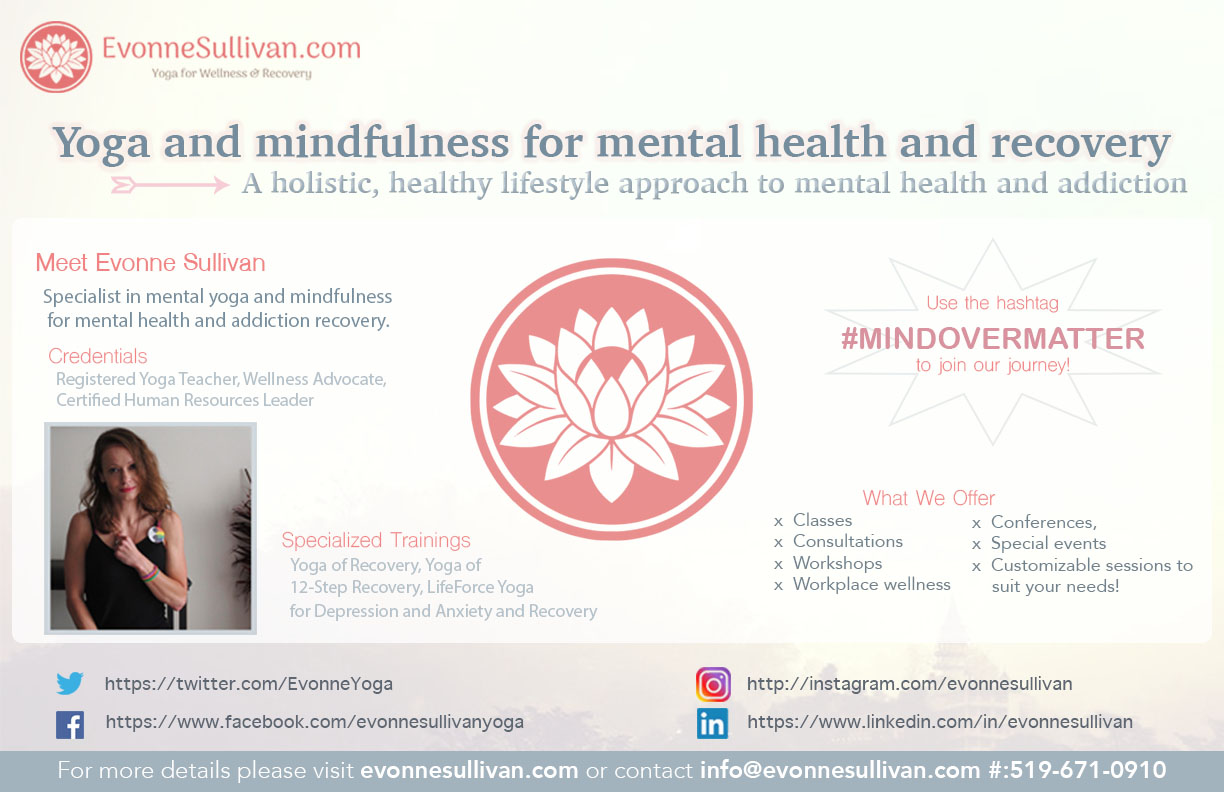 EvonneSullivan.com
Yoga for Wellness & Recovery
Yoga and mindfulness for mental health and recovery
A holistic, healthy lifestyle approach to mental health and addiction
Meet Evonne Sullivan
Specialist in mental yoga and mindfulness
for mental health and addiction recovery.
Credentials
Registered Yoga Teacher, Wellness Advocate,
Certified Human Resources Leader
Specialized Trainings
Yoga of Recovery, Yoga of
12-Step Recovery, LifeForce Yoga
for Depression and Anxiety and Recovery
Use the hashtag
#MINDOVERMATTER
to join our journey!
What We Offer
x Classes
x Consultations
x Workshops
x Workplace wellness
x Conferences,
x Special events
x Customizable sessions to
suit your needs!
https://twitter.com/EvonneYoga
https://www.facebook.com/evonnesullivanyoga
http://instagram.com/evonnesullivan
https://www.linkedin.com/in/evonnesullivan
For more details please visit evonnesullivan.com or contact info@evonnesullivan.com #:519-671-0910